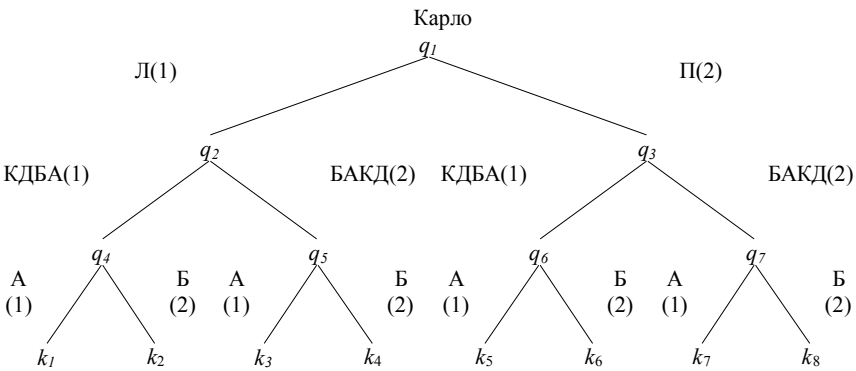 Карло
q1
Л(1) П(2)
q2 q3
КДБА(1) БАКД(2) КДБА(1) БАКД(2)
q4 q5 q6 q7
А Б А Б А Б А Б
(1) (2) (1) (2) (1) (2) (1) (2)
k1 k2 k3 k4 k5 k6 k7 k8